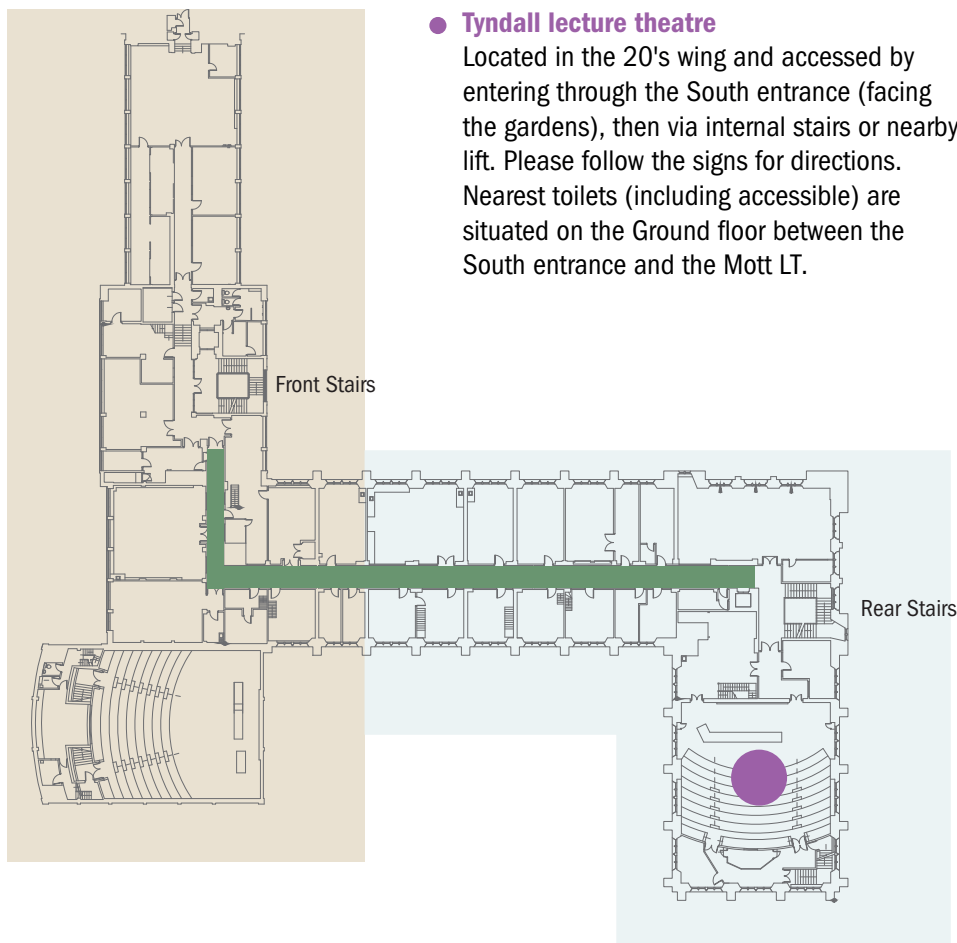 Tyndall lecture theatre
Located in the 20's wing and accessed by
entering through the South entrance (facing
the gardens), then via internal stairs or nearby
lift. Please follow the signs for directions.
Nearest toilets (including accessible) are
situated on the Ground floor between the
South entrance and the Mott LT.
Front Stairs
Rear Stairs